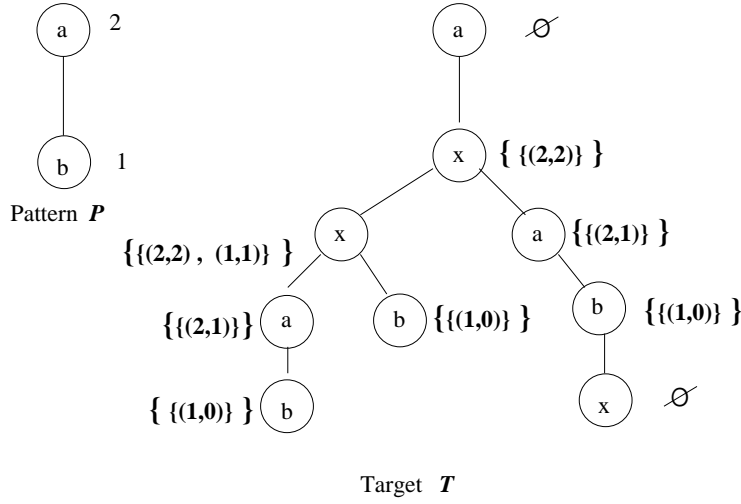 a 2
b 1
Pattern P
a ∅
x { {(2,2)} }
x {{(2,2) , (1,1)} }
a {{(2,1)} }
{{(2,1)}} a
b {{(1,0)} }
b {{(1,0)} }
{ {(1,0)} } b
x ∅
Target T